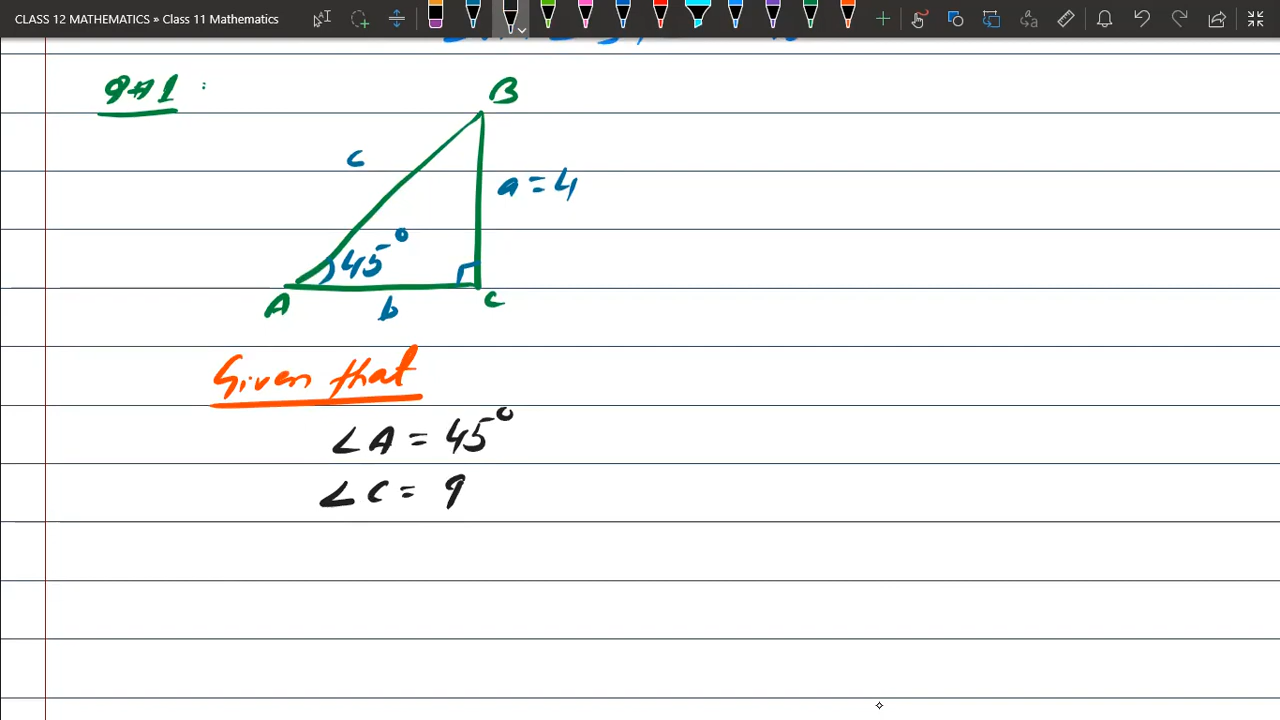 CLASS 12 MATHEMATICS » Class 11 Mathematics
Q#1 :
B
c
a = 4
45°
A
b
C
Given that
∠A = 45°
∠C = 9